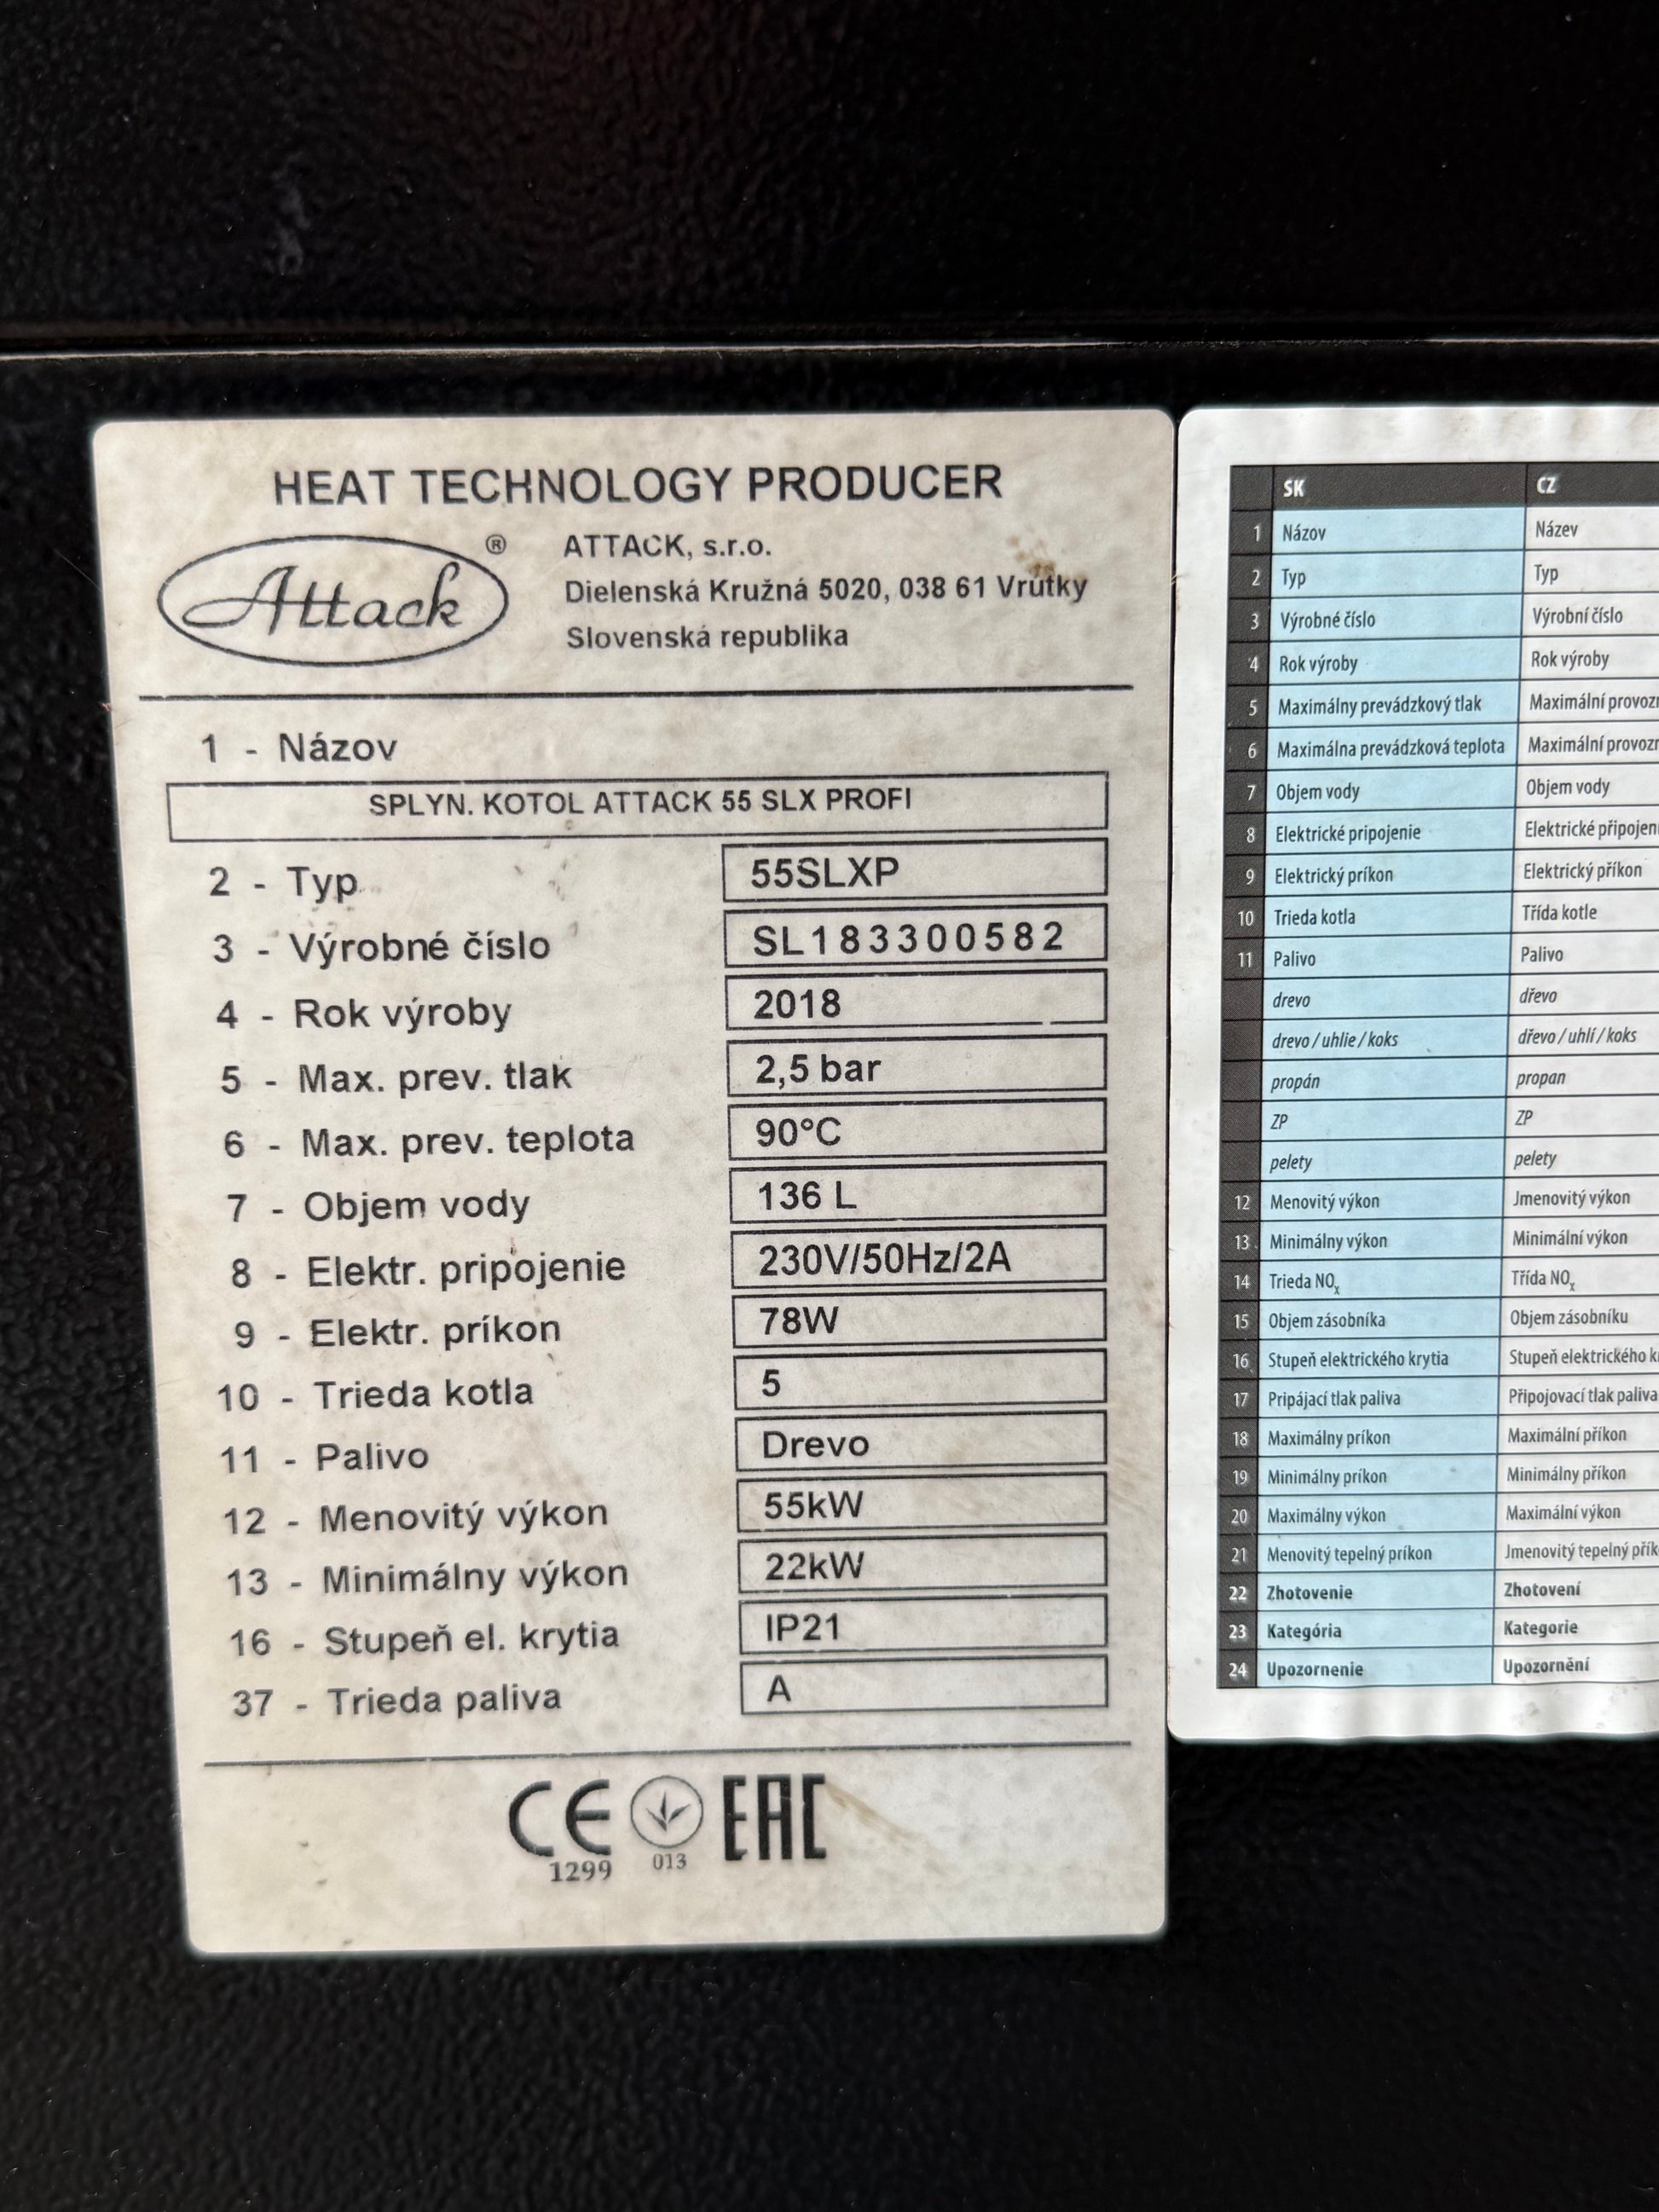 HEAT TECHNOLOGY PRODUCER
Attack ®
ATTACK, s.r.o.
Dielenská Kružná 5020, 038 61 Vrútky
Slovenská republika
1 - Názov
SPLYN. KOTOL ATTACK 55 SLX PROFI
2 - Typ 55SLXP
3 - Výrobné číslo SL183300582
4 - Rok výroby 2018
5 - Max. prev. tlak 2,5 bar
6 - Max. prev. teplota 90°C
7 - Objem vody 136 L
8 - Elektr. pripojenie 230V/50Hz/2A
9 - Elektr. príkon 78W
10 - Trieda kotla 5
11 - Palivo Drevo
12 - Menovitý výkon 55kW
13 - Minimálny výkon 22kW
16 - Stupeň el. krytia IP21
37 - Trieda paliva A
CE 1299 013 EAC
SK CZ
1 Názov Název
2 Typ Typ
3 Výrobné číslo Výrobní číslo
4 Rok výroby Rok výroby
5 Maximálny prevádzkový tlak Maximální
6 Maximálna prevádzková teplota Maximální
7 Objem vody Objem vody
8 Elektrické pripojenie Elektrické
9 Elektrický príkon Elektrický příkon
10 Trieda kotla Třída kotle
11 Palivo Palivo
drevo dřevo
drevo / uhlie / koks dřevo / uhlí / koks
propán propan
ZP ZP
pelety pelety
12 Menovitý výkon Jmenovitý výkon
13 Minimálny výkon Minimální výkon
14 Trieda NOx Třída NOx
15 Objem zásobníka Objem zásobníku
16 Stupeň elektrického krytia Stupeň elektrického
17 Pripájací tlak paliva Připojovací tlak paliva
18 Maximálny príkon Maximální příkon
19 Minimálny príkon Minimální příkon
20 Maximálny výkon Maximální výkon
21 Menovitý tepelný príkon Jmenovitý tepelný
22 Zhotovenie Zhotovení
23 Kategória Kategorie
24 Upozornenie Upozornění